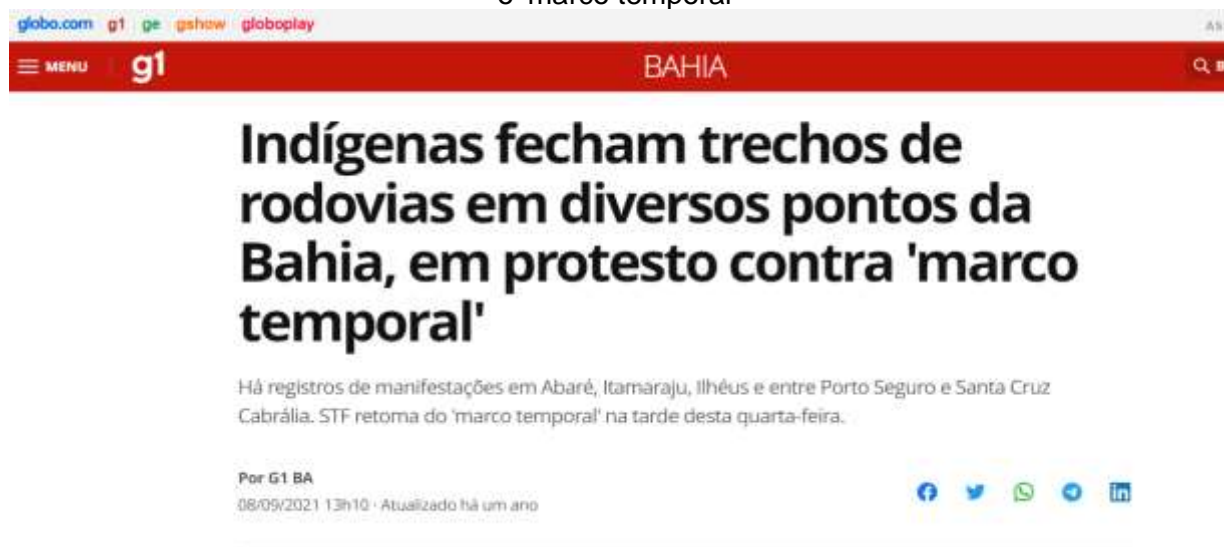 o 'marco temporal'
globo.com g1 ge gshow globoplay AS
MENU g1 BAHIA B
Indígenas fecham trechos de
rodovias em diversos pontos da
Bahia, em protesto contra 'marco
temporal'
Há registros de manifestações em Abaré, Itamaraju, Ilhéus e entre Porto Seguro e Santa Cruz
Cabrália. STF retoma do 'marco temporal' na tarde desta quarta-feira.
Por G1 BA
08/09/2021 13h10 · Atualizado há um ano